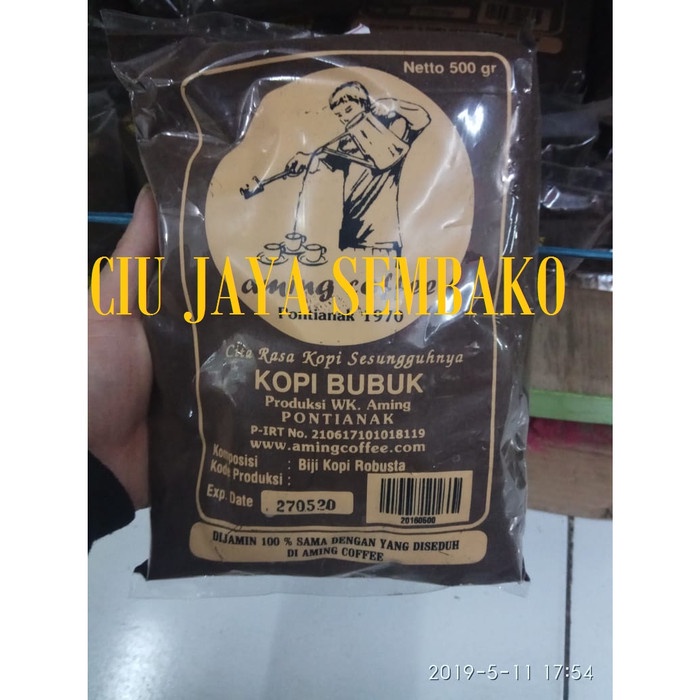 Netto 500 gr
CIU JAYA SEMBAKO
aming coffee
Pontianak 1970
Cita Rasa Kopi Sesungguhnya
KOPI BUBUK
Produksi WK. Aming
PONTIANAK
P-IRT No. 210617101018119
www.amingcoffee.com
Komposisi : Biji Kopi Robusta
Kode Produksi :
Exp. Date 270520
20100500
DIJAMIN 100 % SAMA DENGAN YANG DISEDUH
DI AMING COFFEE
2019-5-11 17:54